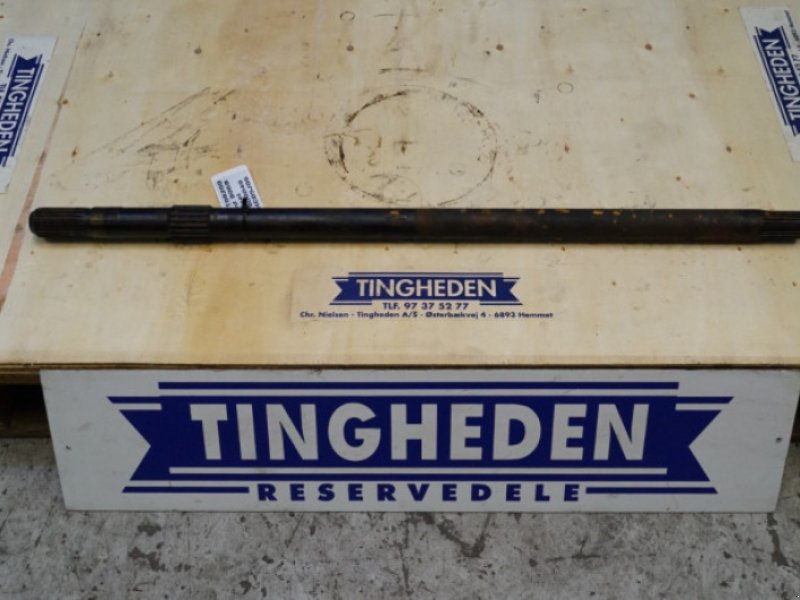 TINGHEDEN
TINGHEDEN
TINGHEDEN
TLF. 97 37 52 77
Chr. Nielsen - Tingheden A/S - Østerbækvej 4 - 6893 Hemmet
TINGHEDEN
RESERVEDELE